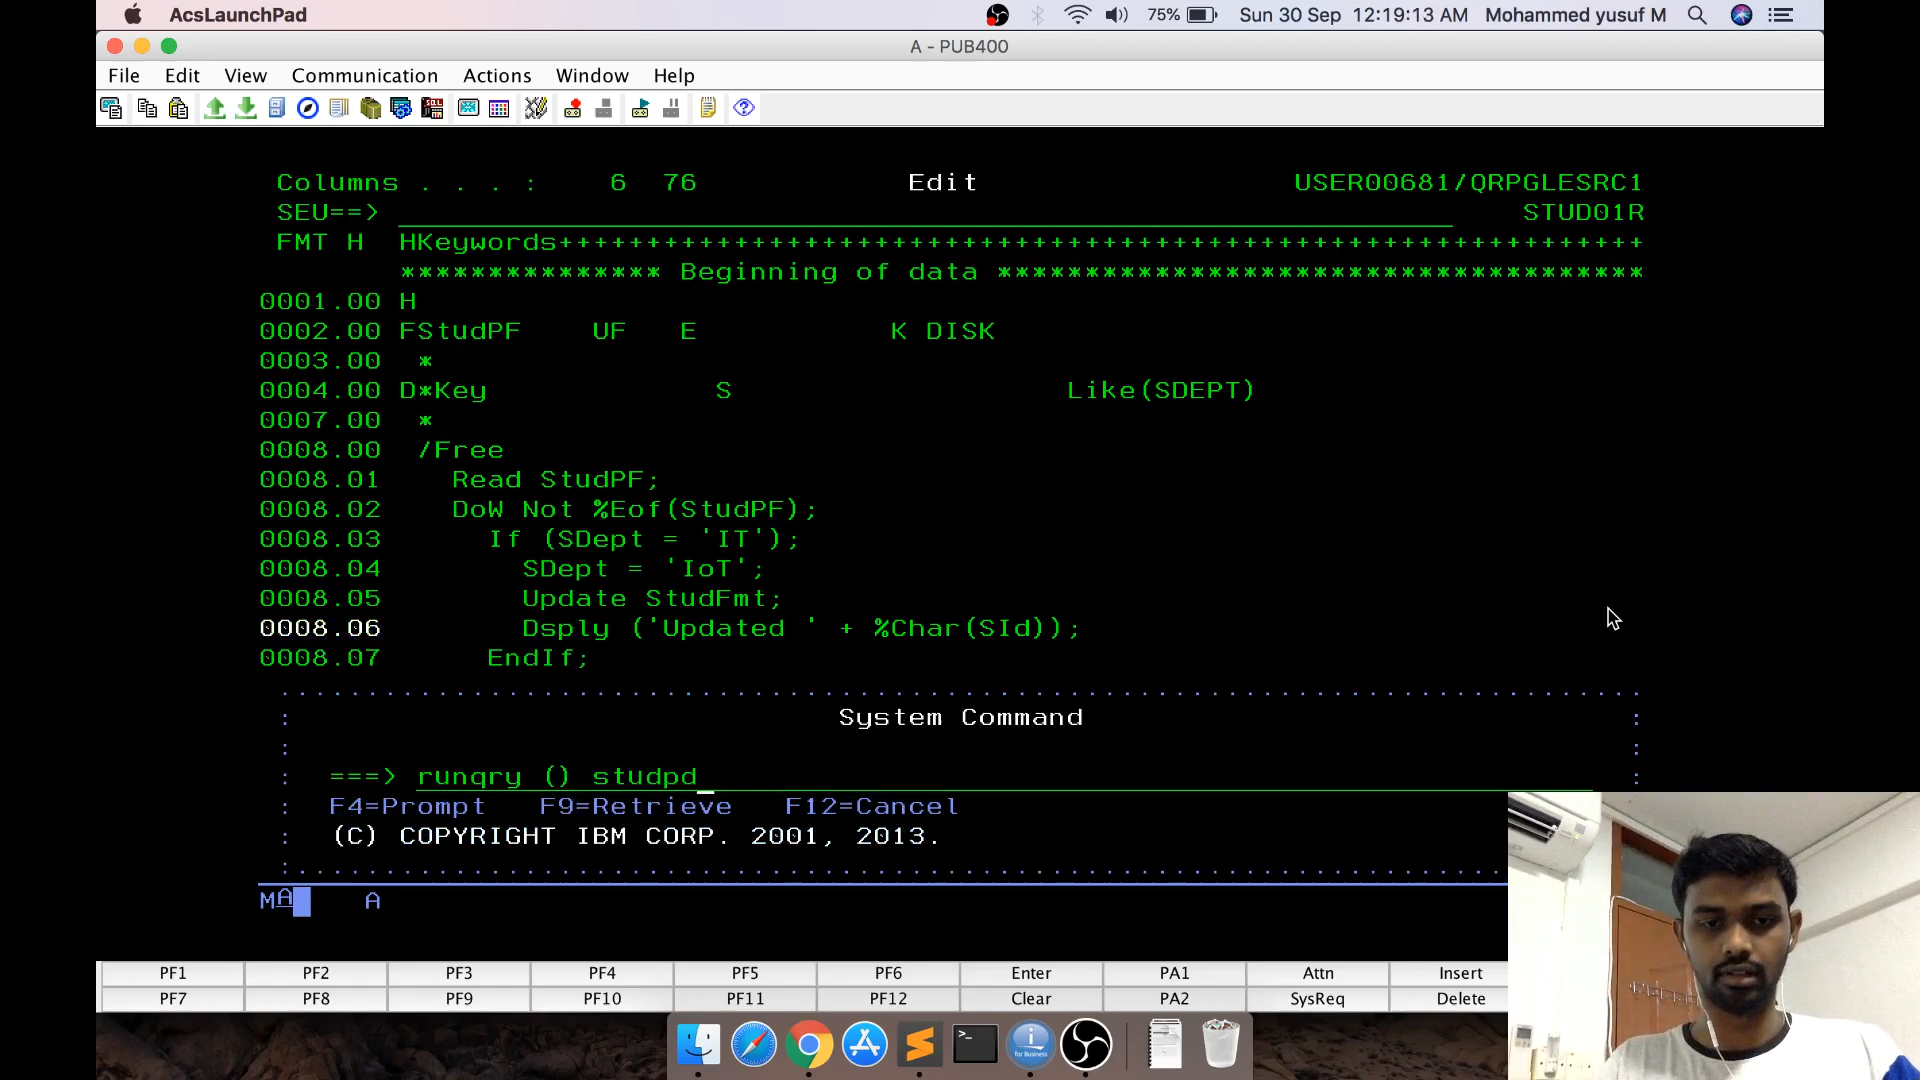 AcsLaunchPad 75% Sun 30 Sep 12:19:13 AM Mohammed yusuf M
A - PUB400
File Edit View Communication Actions Window Help
Columns . . . : 6 76 Edit USER00681/QRPGLESRC1
SEU==> STUD01R
FMT H HKeywords++++++++++++++++++++++++++++++++++++++++++++++++++++++++++++++
*************** Beginning of data *************************************
0001.00 H
0002.00 FStudPF UF E K DISK
0003.00 *
0004.00 D*Key S Like(SDEPT)
0007.00 *
0008.00 /Free
0008.01 Read StudPF;
0008.02 DoW Not %Eof(StudPF);
0008.03 If (SDept = 'IT');
0008.04 SDept = 'IoT';
0008.05 Update StudFmt;
0008.06 Dsply ('Updated ' + %Char(SId));
0008.07 EndIf;
System Command
===> runqry () studpd
F4=Prompt F9=Retrieve F12=Cancel
(C) COPYRIGHT IBM CORP. 2001, 2013.
MA A
PF1 PF2 PF3 PF4 PF5 PF6 Enter PA1 Attn Insert
PF7 PF8 PF9 PF10 PF11 PF12 Clear PA2 SysReq Delete
i
for Business